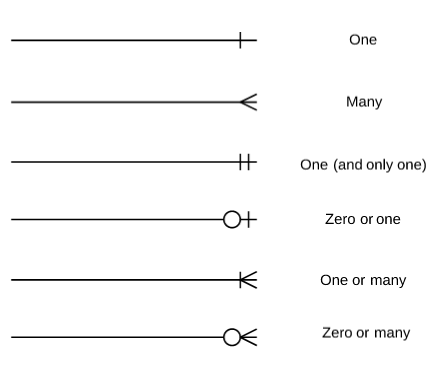 One
Many
One (and only one)
Zero or one
One or many
Zero or many